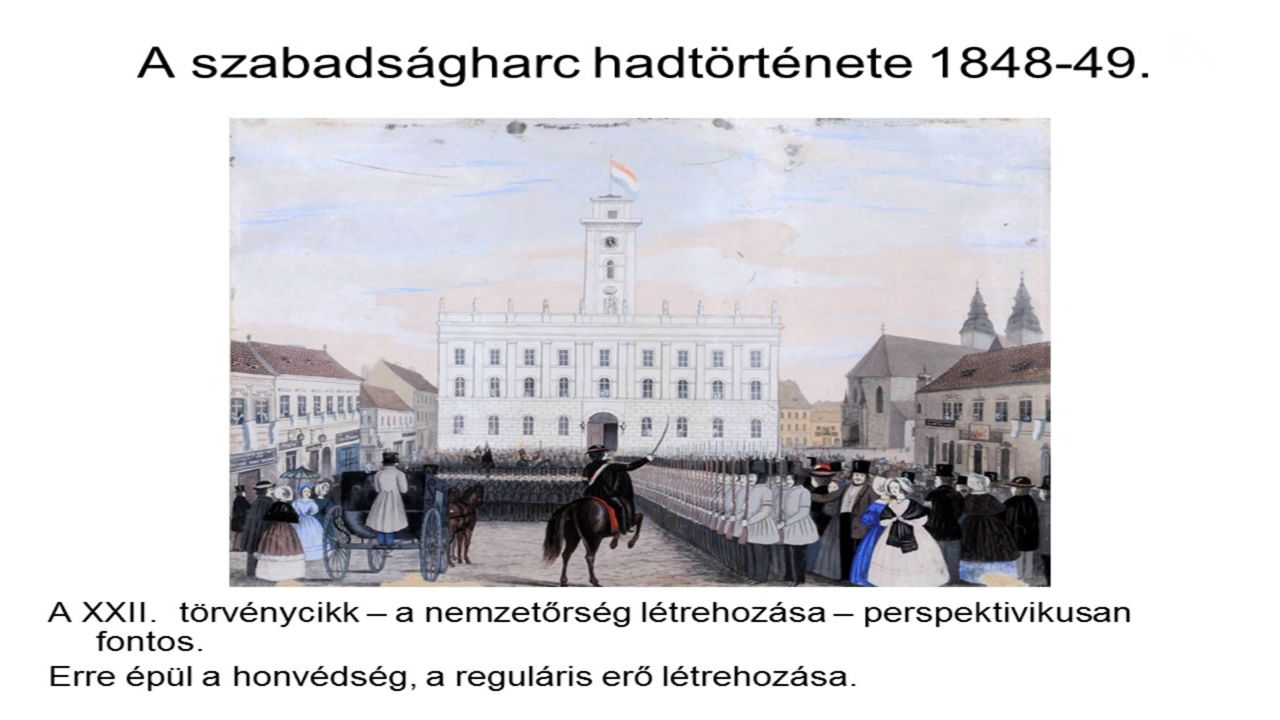 A szabadságharc hadtörténete 1848-49.
A XXII. törvénycikk – a nemzetőrség létrehozása – perspektivikusan
fontos.
Erre épül a honvédség, a reguláris erő létrehozása.